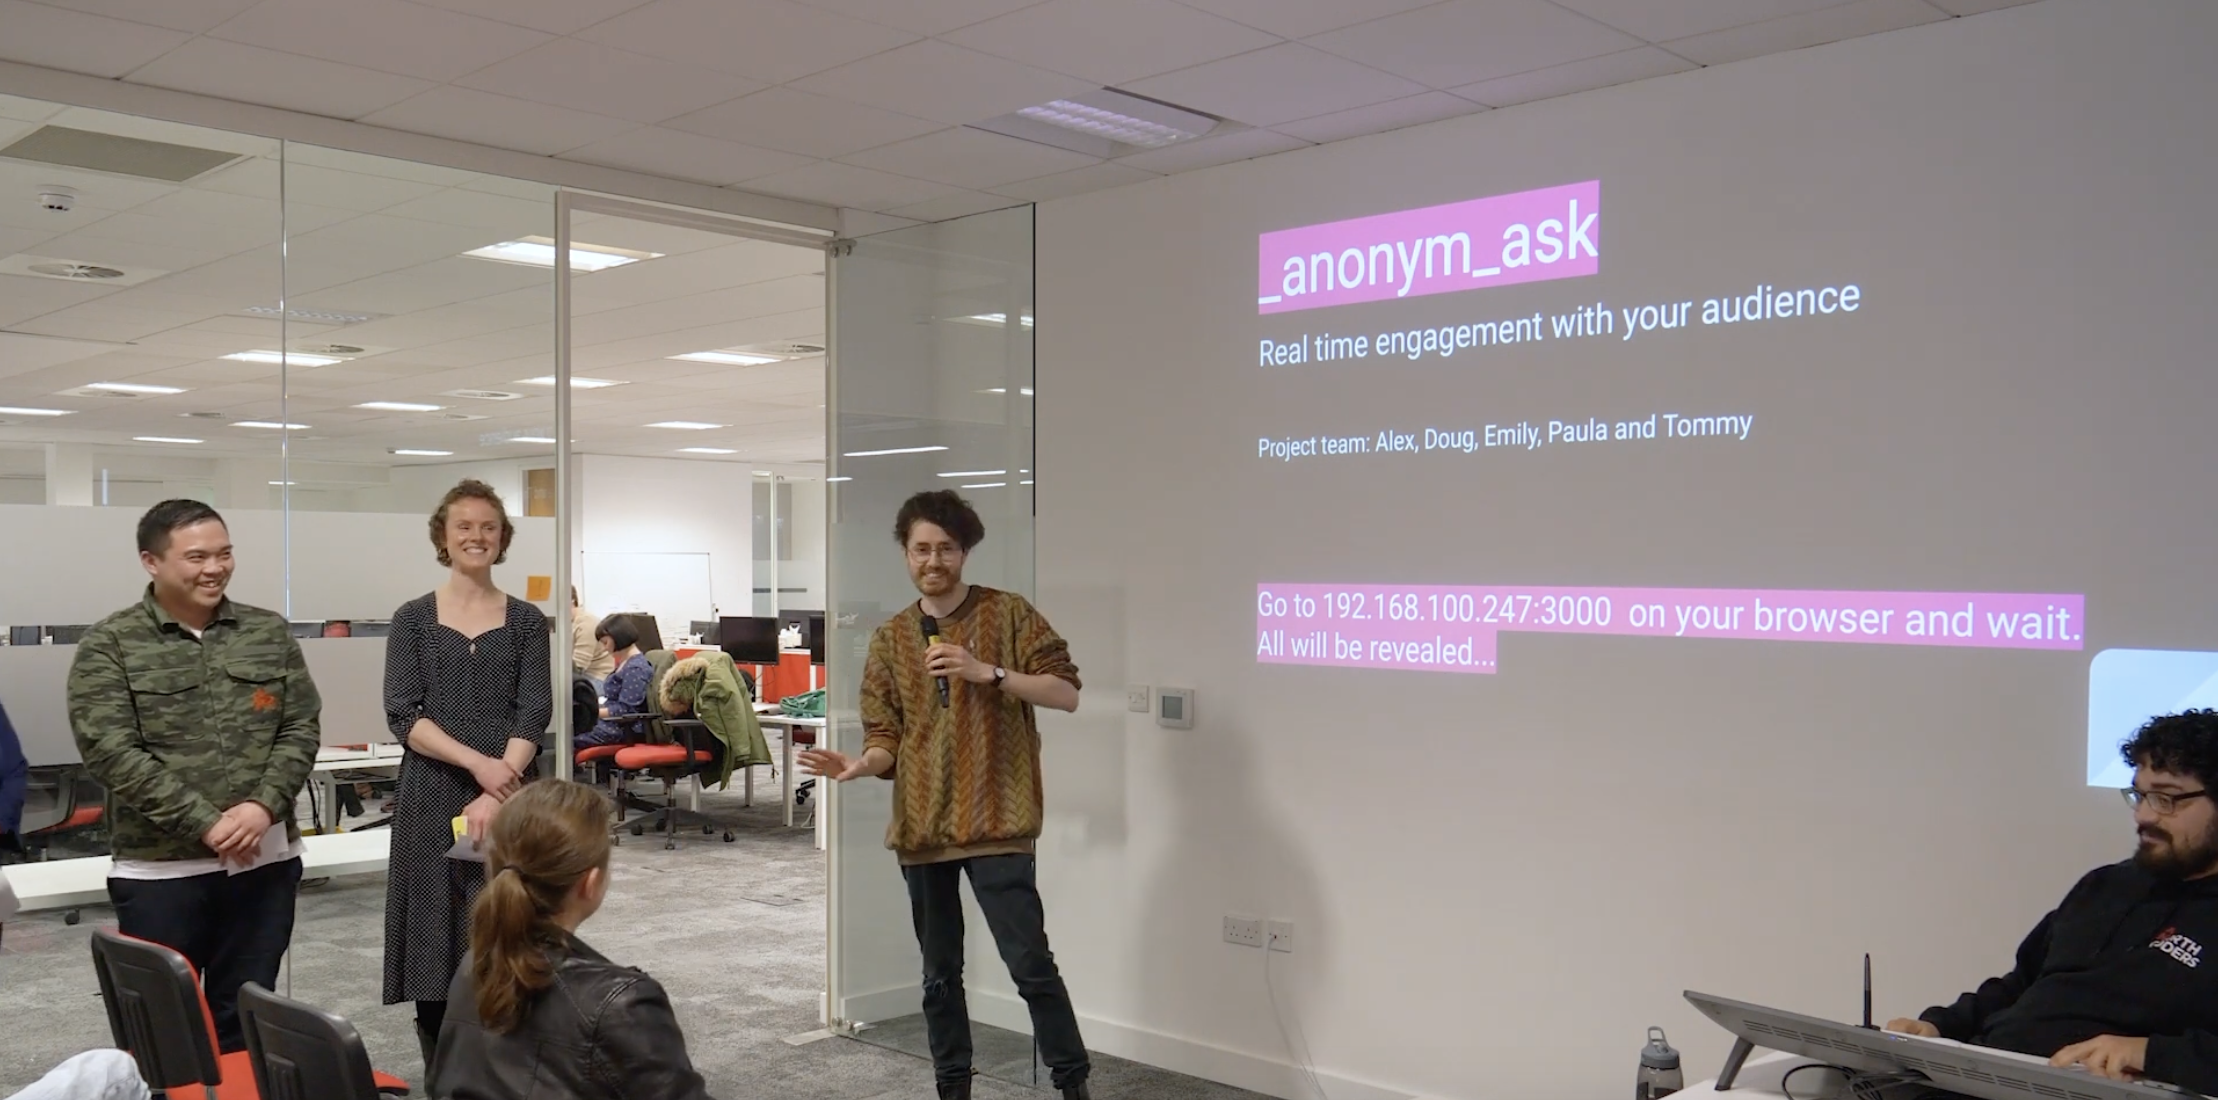 _anonym_ask
Real time engagement with your audience
Project team: Alex, Doug, Emily, Paula and Tommy
Go to 192.168.100.247:3000 on your browser and wait.
All will be revealed...